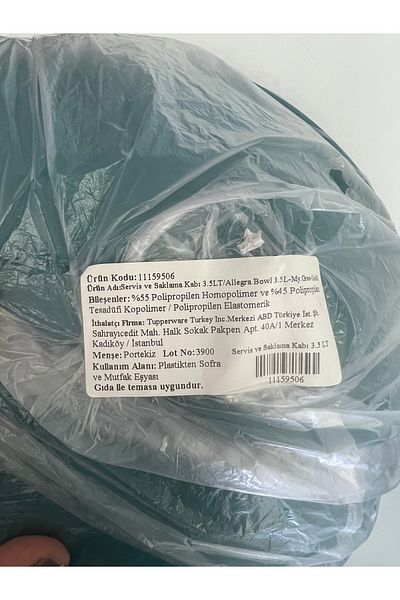 Ürün Kodu:11159506
Ürün Adı:Servis ve Saklama Kabı 3.5LT/Allegra Bowl 3.5L-My.Grn-Gold
Bileşenler: %55 Polipropilen Homopolimer ve %45 Polipropilen
Tesadüfi Kopolimer / Polipropilen Elastomerik
İthalatçı Firma: Tupperware Turkey Inc.Merkezi ABD Türkiye İst. Şb.
Sahrayıcedit Mah. Halk Sokak Pakpen Apt. 40A/1 Merkez
Kadıköy / İstanbul
Menşe: Portekiz Lot No:3900
Servis ve Saklama Kabı 3.5 LT
Kullanım Alanı: Plastikten Sofra
ve Mutfak Eşyası
11159506
Gıda ile temasa uygundur.